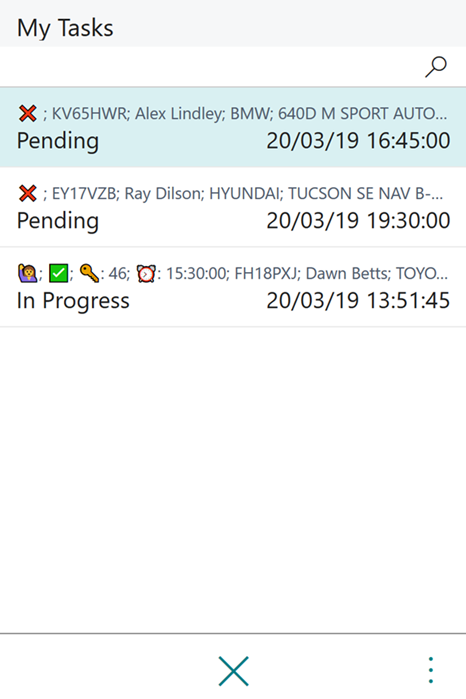 My Tasks
❌ ; KV65HWR; Alex Lindley; BMW; 640D M SPORT AUTO...
Pending 20/03/19 16:45:00
❌ ; EY17VZB; Ray Dilson; HYUNDAI; TUCSON SE NAV B-...
Pending 20/03/19 19:30:00
🙋‍♀️; ✅; 🔑: 46; ⏰: 15:30:00; FH18PXJ; Dawn Betts; TOYO...
In Progress 20/03/19 13:51:45